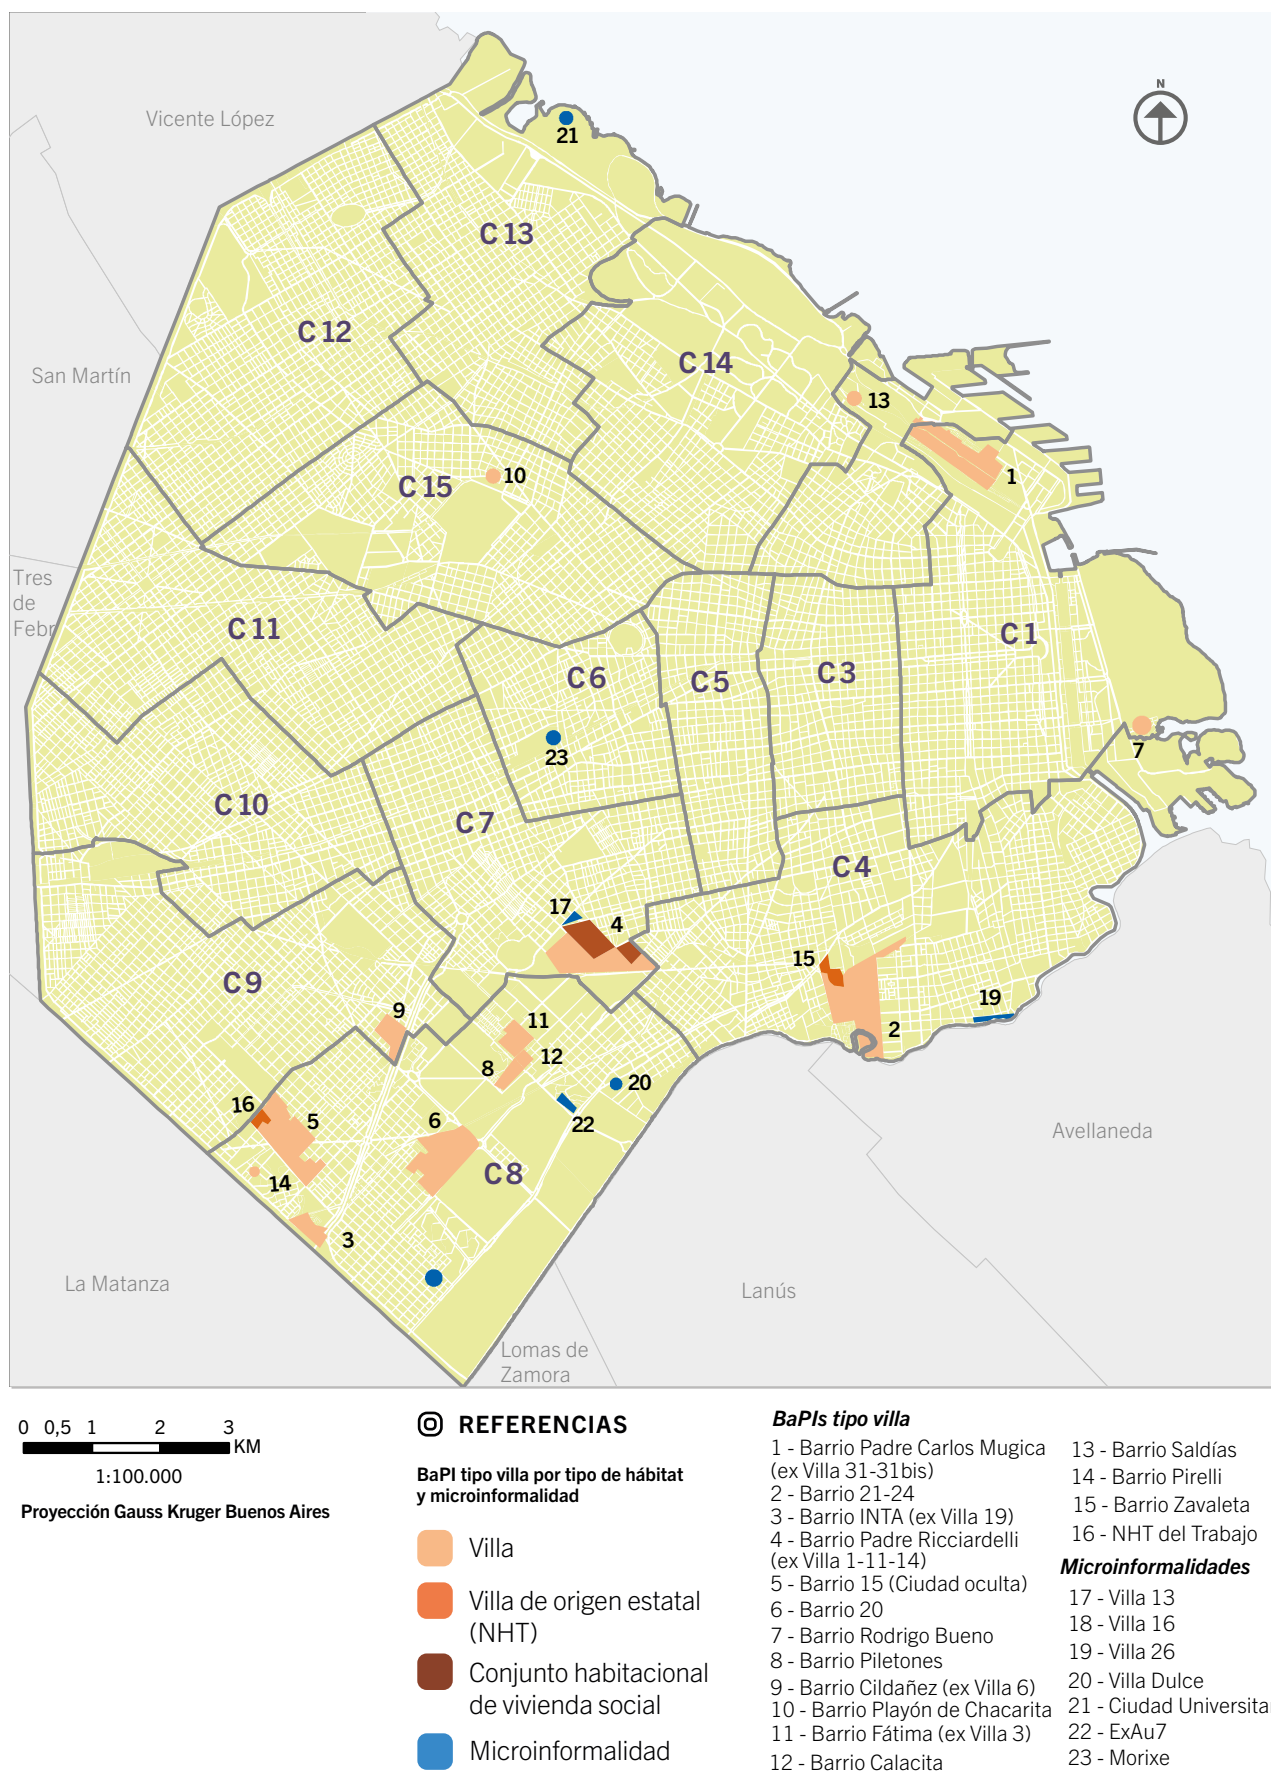 N
Vicente López
21
C 13
C 12
C 14
San Martín
13
1
10
C 15
Tres
de
Febr
C 11
C 1
C 6
C 5
C 3
7
23
C 10
C 7
C 4
17
4
15
C 9
19
9
11
2
12
8
20
16
5
6
22
Avellaneda
C 8
14
3
La Matanza
Lanús
Lomas de
Zamora
0 0,5 1 2 3
KM
1:100.000
Proyección Gauss Kruger Buenos Aires
REFERENCIAS
BaPI tipo villa por tipo de hábitat
y microinformalidad
Villa
Villa de origen estatal
(NHT)
Conjunto habitacional
de vivienda social
Microinformalidad
BaPIs tipo villa
1 - Barrio Padre Carlos Mugica
(ex Villa 31-31bis)
2 - Barrio 21-24
3 - Barrio INTA (ex Villa 19)
4 - Barrio Padre Ricciardelli
(ex Villa 1-11-14)
5 - Barrio 15 (Ciudad oculta)
6 - Barrio 20
7 - Barrio Rodrigo Bueno
8 - Barrio Piletones
9 - Barrio Cildañez (ex Villa 6)
10 - Barrio Playón de Chacarita
11 - Barrio Fátima (ex Villa 3)
12 - Barrio Calacita
13 - Barrio Saldías
14 - Barrio Pirelli
15 - Barrio Zavaleta
16 - NHT del Trabajo
Microinformalidades
17 - Villa 13
18 - Villa 16
19 - Villa 26
20 - Villa Dulce
21 - Ciudad Universita
22 - ExAu7
23 - Morixe